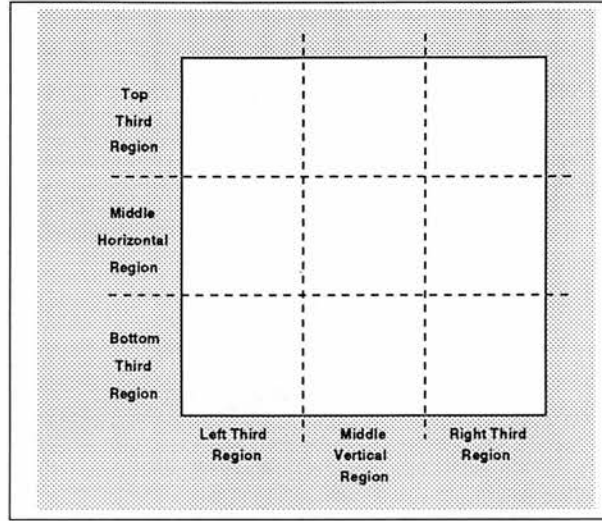 Top
Third
Region
Middle
Horizontal
Region
Bottom
Third
Region
Left Third
Region
Middle
Vertical
Region
Right Third
Region